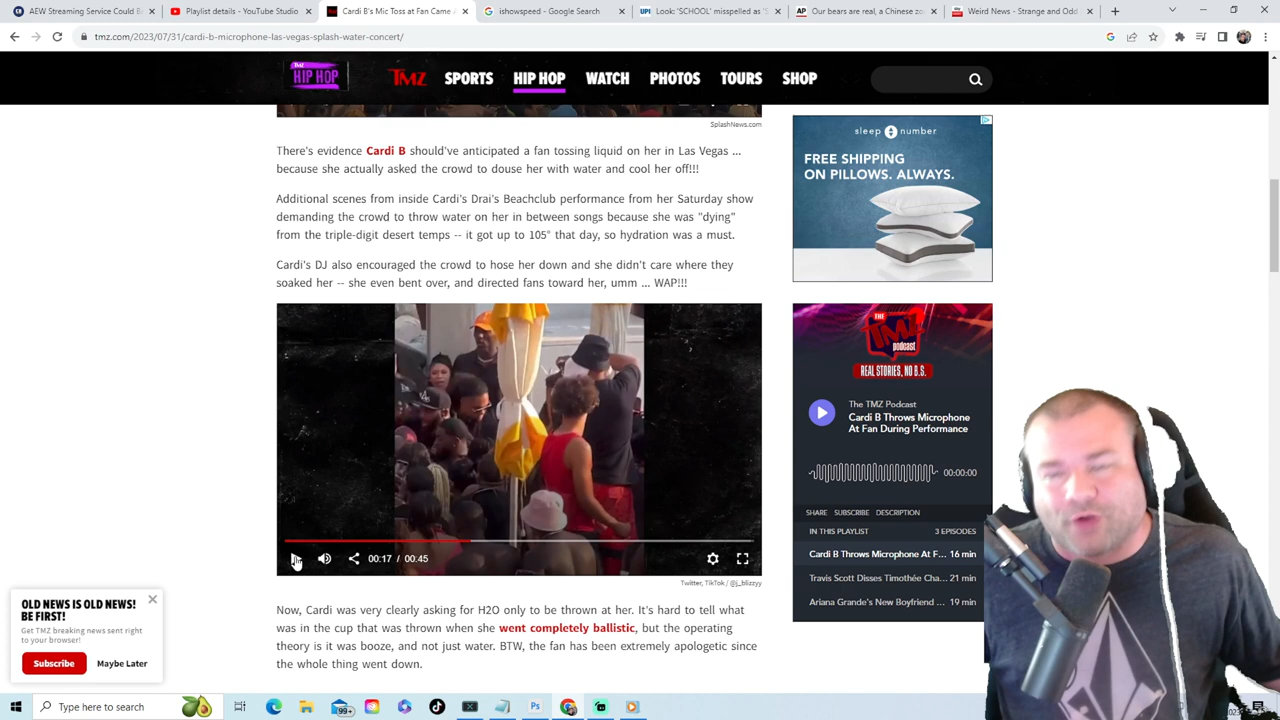 AEW Streaming Service Could B
Playlist details - YouTube Studio
Cardi B's Mic Toss at Fan Came A
ishowspeed - Google Search
Look: 'SCHOOL' misspelled as 'S
Our bears are real, a Chinese zo
Weird News - Strange and Odd
tmz.com/2023/07/31/cardi-b-microphone-las-vegas-splash-water-concert/
TMZ
HIP HOP
TMZ SPORTS HIP HOP WATCH PHOTOS TOURS SHOP
SplashNews.com
There's evidence Cardi B should've anticipated a fan tossing liquid on her in Las Vegas ...
because she actually asked the crowd to douse her with water and cool her off!!!
Additional scenes from inside Cardi's Drai's Beachclub performance from her Saturday show
demanding the crowd to throw water on her in between songs because she was "dying"
from the triple-digit desert temps -- it got up to 105° that day, so hydration was a must.
Cardi's DJ also encouraged the crowd to hose her down and she didn't care where they
soaked her -- she even bent over, and directed fans toward her, umm ... WAP!!!
00:17 / 00:45
Twitter, TikTok / @j_blizzyy
Now, Cardi was very clearly asking for H2O only to be thrown at her. It's hard to tell what
was in the cup that was thrown when she went completely ballistic, but the operating
theory is it was booze, and not just water. BTW, the fan has been extremely apologetic since
the whole thing went down.
sleep number
FREE SHIPPING
ON PILLOWS. ALWAYS.
THE
TMZ
podcast
REAL STORIES, NO B.S.
The TMZ Podcast
Cardi B Throws Microphone
At Fan During Performance
00:00:00
SHARE SUBSCRIBE DESCRIPTION
IN THIS PLAYLIST 3 EPISODES
Cardi B Throws Microphone At F... 16 min
Travis Scott Disses Timothée Cha... 21 min
Ariana Grande's New Boyfriend ... 19 min
OLD NEWS IS OLD NEWS!
BE FIRST!
Get TMZ breaking news sent right
to your browser!
Subscribe Maybe Later
Type here to search
99+